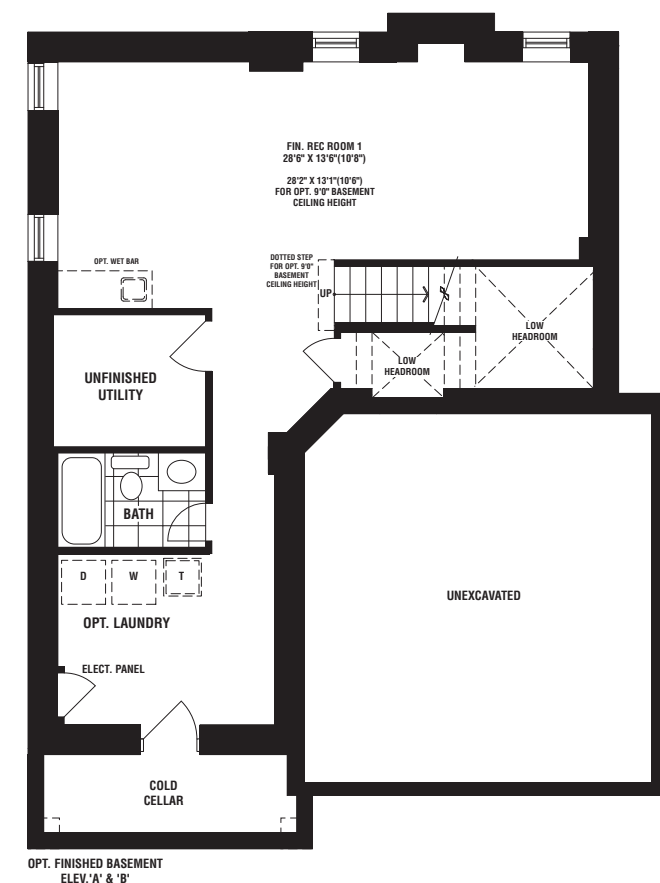 FIN. REC ROOM 1
28'6" X 13'6"(10'8")
28'2" X 13'1"(10'6")
FOR OPT. 9'0" BASEMENT
CEILING HEIGHT
OPT. WET BAR
DOTTED STEP
FOR OPT. 9'0"
BASEMENT
CEILING HEIGHT
UP
LOW
HEADROOM
LOW
HEADROOM
UNFINISHED
UTILITY
BATH
D
W
T
OPT. LAUNDRY
UNEXCAVATED
ELECT. PANEL
COLD
CELLAR
OPT. FINISHED BASEMENT
ELEV.'A' & 'B'